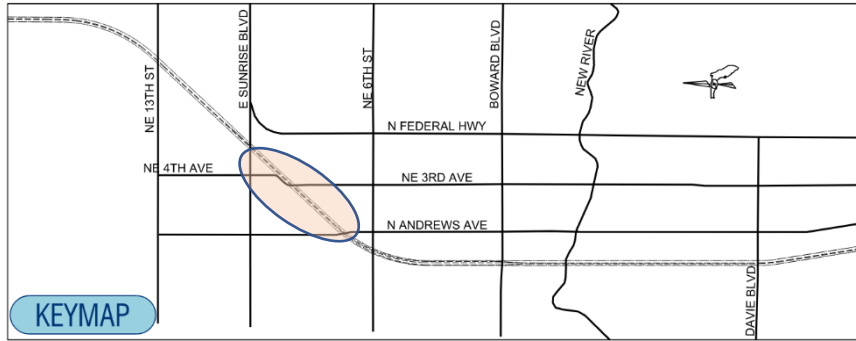 NE 13TH ST
E SUNRISE BLVD
NE 6TH ST
BOWARD BLVD
NEW RIVER
N FEDERAL HWY
NE 4TH AVE
NE 3RD AVE
N ANDREWS AVE
DAVIE BLVD
KEYMAP